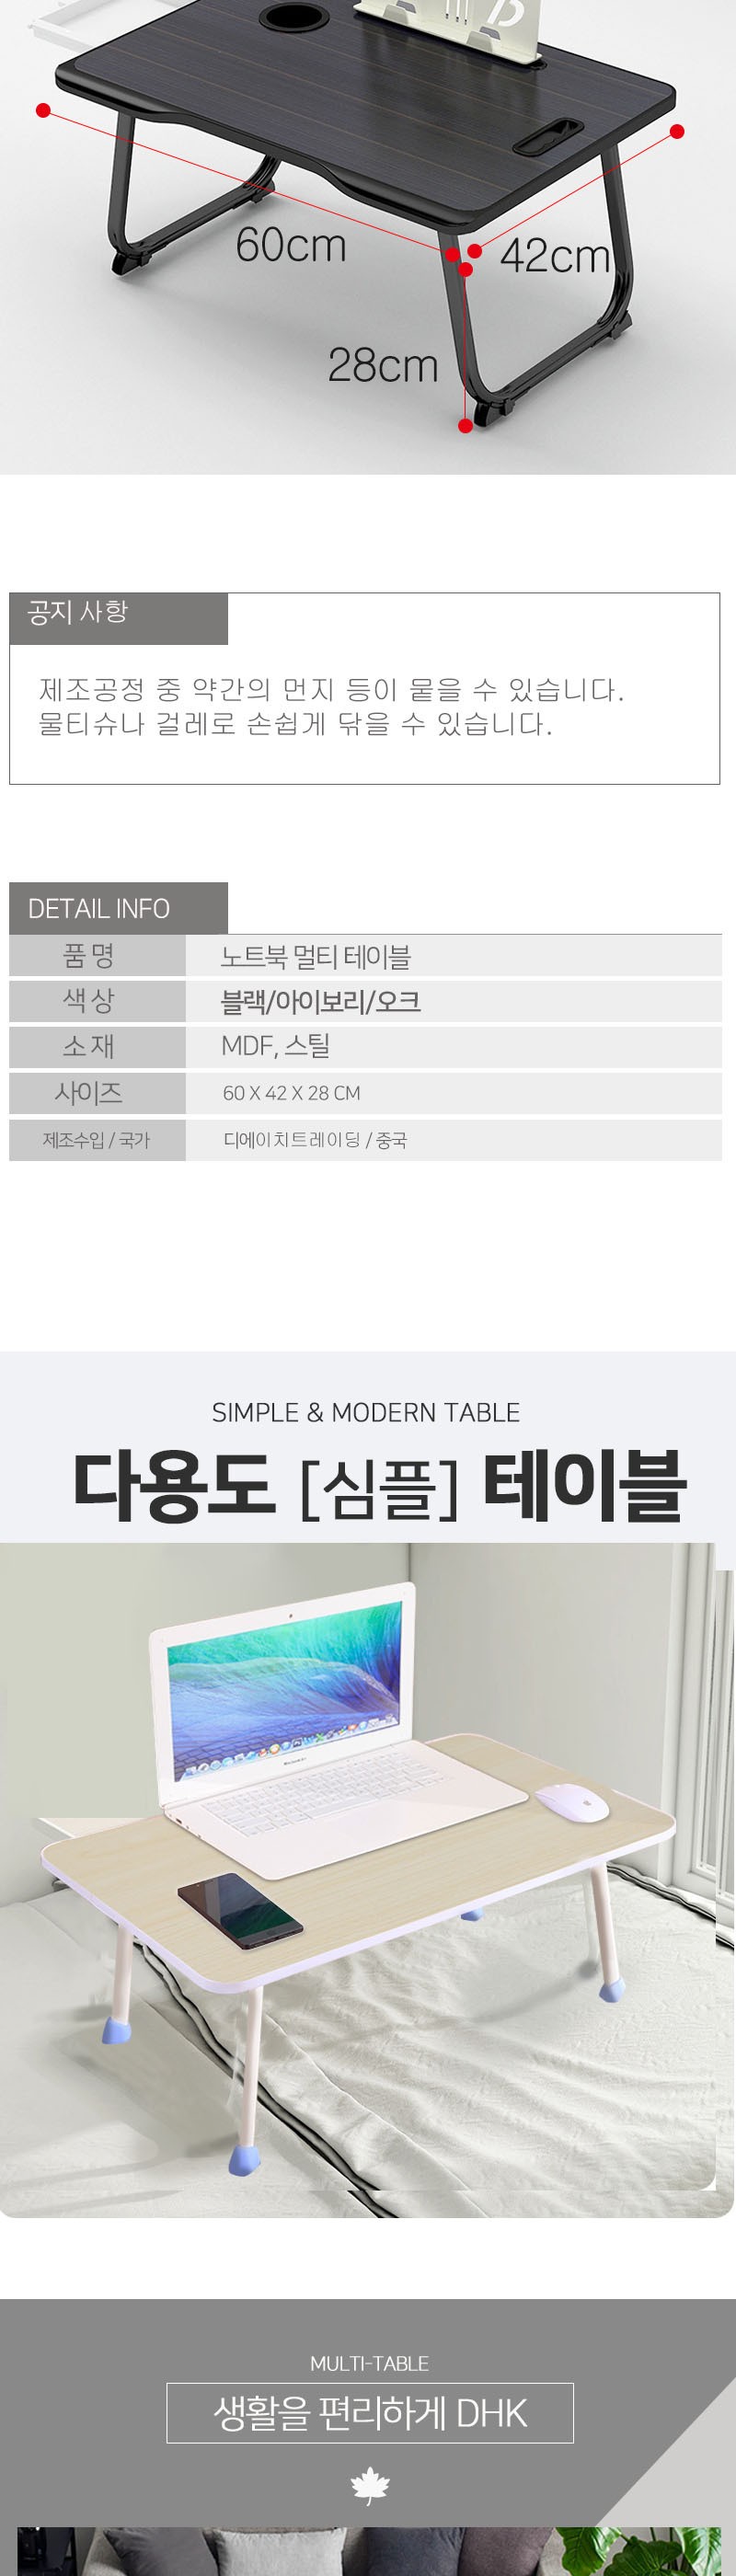 60cm
42cm
28cm
공지 사항
제조공정 중 약간의 먼지 등이 뭍을 수 있습니다.
물티슈나 걸레로 손쉽게 닦을 수 있습니다.
DETAIL INFO
품 명 노트북 멀티 테이블
색 상 블랙/아이보리/오크
소 재 MDF, 스틸
사이즈 60 X 42 X 28 CM
제조수입 / 국가 디에이치트레이딩 / 중국
SIMPLE & MODERN TABLE
다용도 [심플] 테이블
MULTI-TABLE
생활을 편리하게 DHK